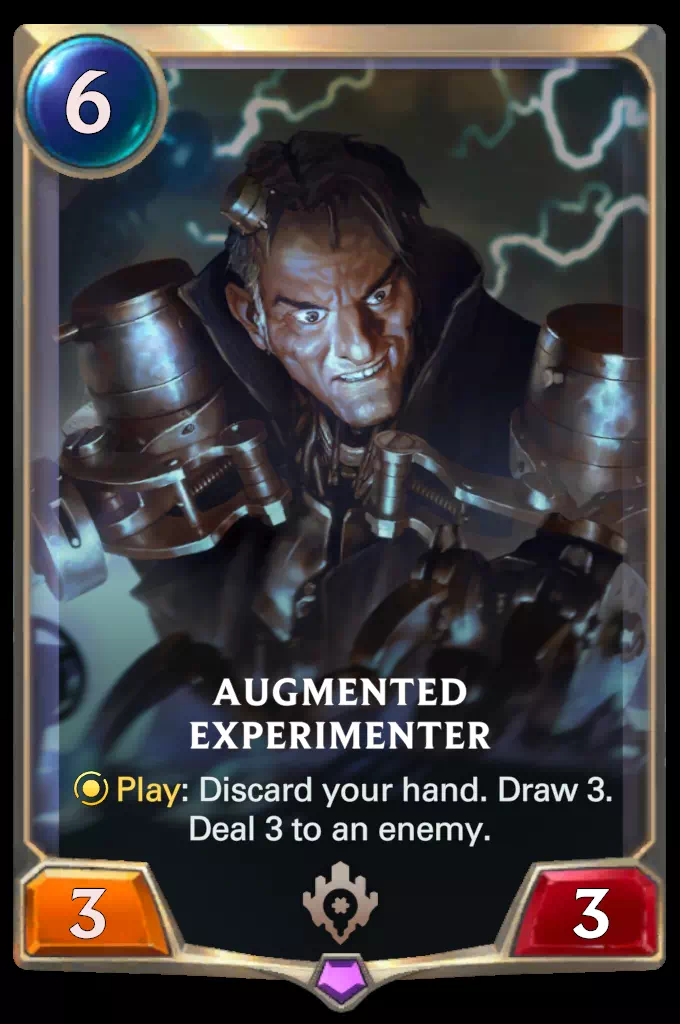 6
AUGMENTED
EXPERIMENTER
Play: Discard your hand. Draw 3.
Deal 3 to an enemy.
3
3